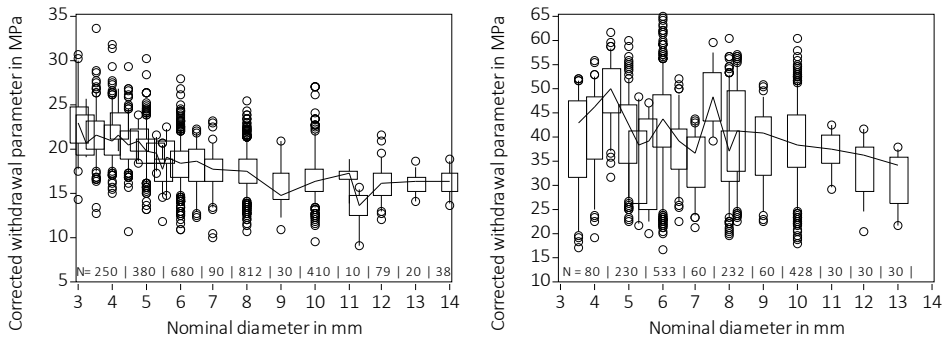 Corrected withdrawal parameter in MPa
35
30
25
20
15
10
5
N= 250 | 380 | 680 | 90 | 812 | 30 | 410 | 10 | 79 | 20 | 38
3 4 5 6 7 8 9 10 11 12 13 14
Nominal diameter in mm
Corrected withdrawal parameter in MPa
65
60
55
50
45
40
35
30
25
20
15
10
N = 80 | 230 | 533 | 60 | 232 | 60 | 428 | 30 | 30 | 30 |
3 4 5 6 7 8 9 10 11 12 13 14
Nominal diameter in mm